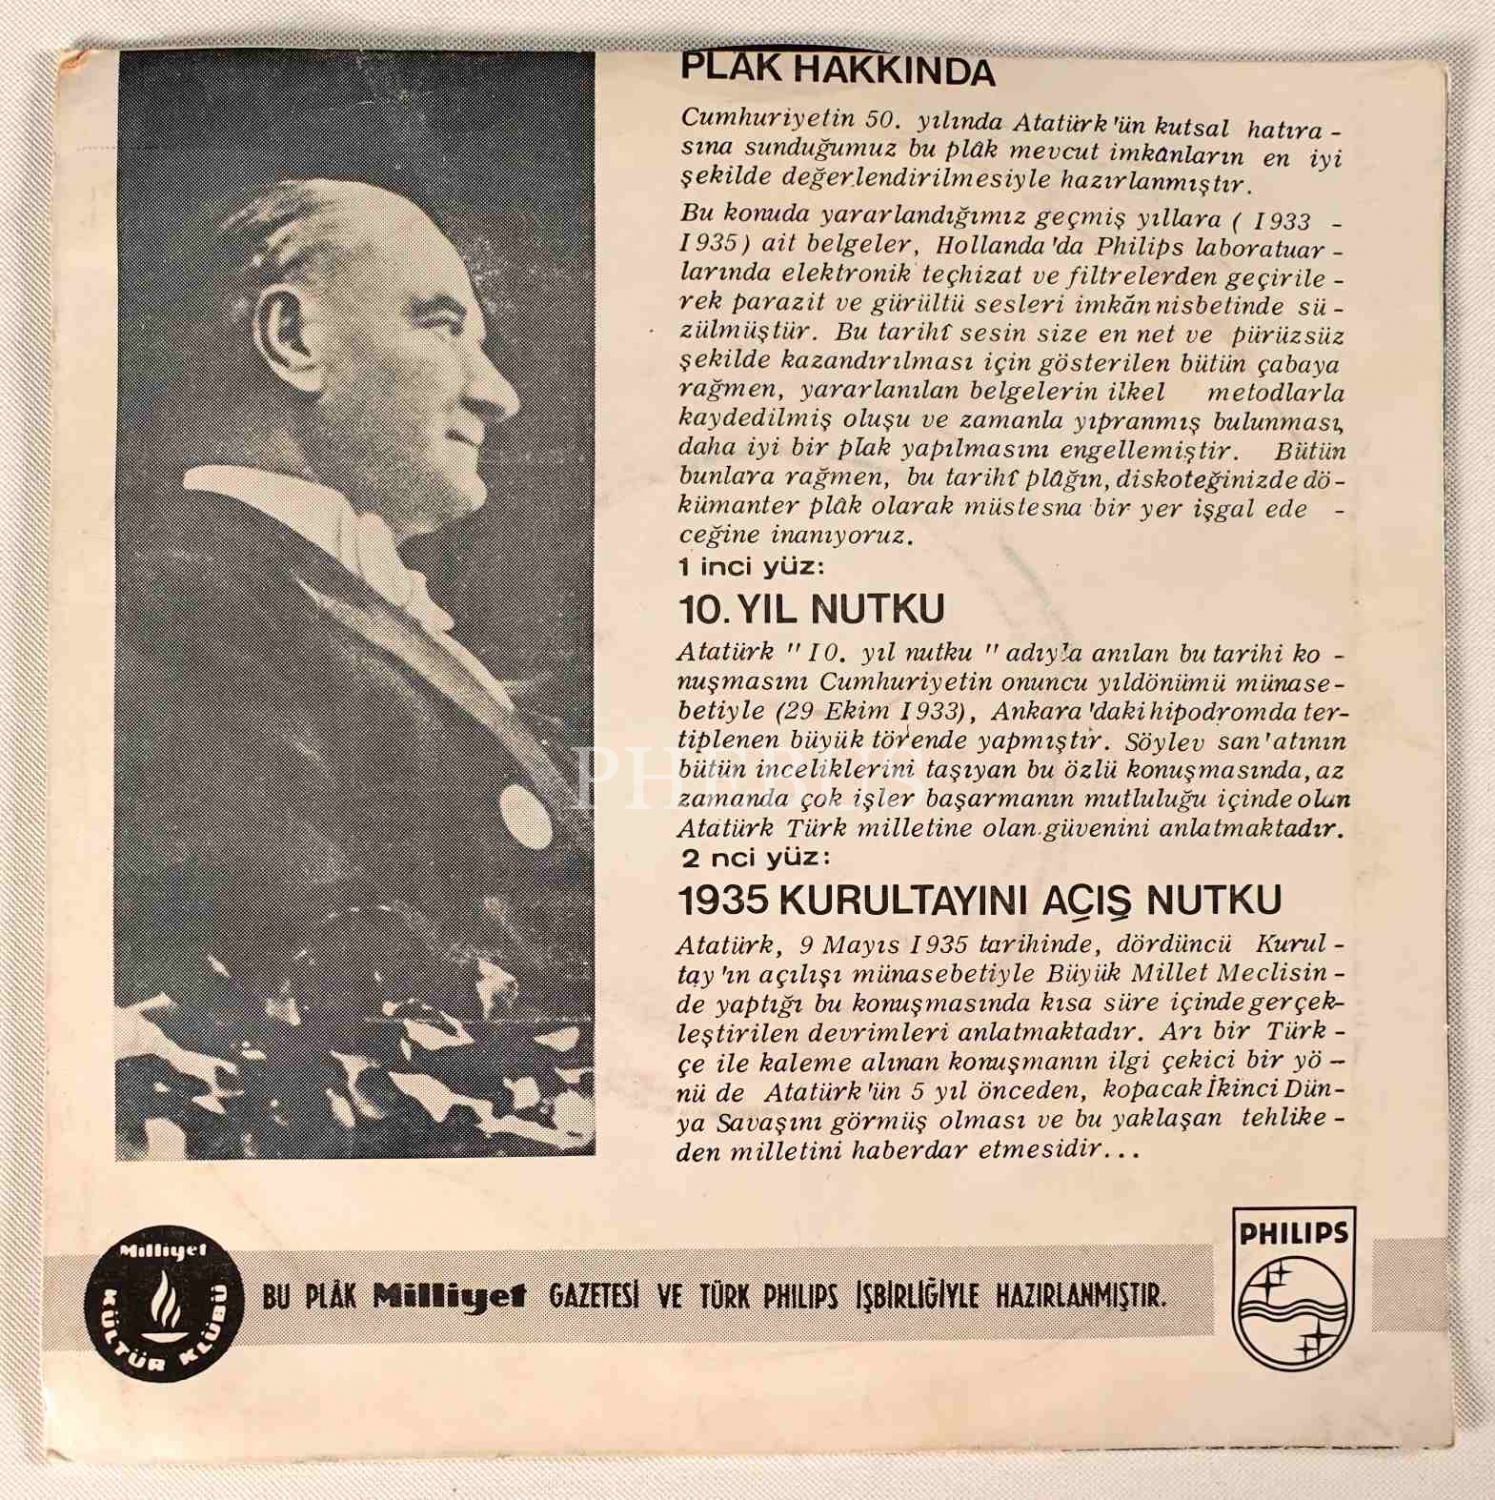 PLÂK HAKKINDA
Cumhuriyetin 50. yılında Atatürk'ün kutsal hatıra -
sına sunduğumuz bu plâk mevcut imkânların en iyi
şekilde değerlendirilmesiyle hazırlanmıştır.
Bu konuda yararlandığımız geçmiş yıllara ( 1933 -
1935) ait belgeler, Hollanda'da Philips laboratuar -
larında elektronik teçhizat ve filtrelerden geçirile -
rek parazit ve gürültü sesleri imkân nisbetinde sü -
zülmüştür. Bu tarihî sesin size en net ve pürüzsüz
şekilde kazandırılması için gösterilen bütün çabaya
rağmen, yararlanılan belgelerin ilkel metodlarla
kaydedilmiş oluşu ve zamanla yıpranmış bulunması,
daha iyi bir plak yapılmasını engellemiştir. Bütün
bunlara rağmen, bu tarihî plâğın, diskoteğinizde dö -
kümanter plâk olarak müstesna bir yer işgal ede -
ceğine inanıyoruz.
1 inci yüz:
10. YIL NUTKU
Atatürk "10. yıl nutku" adıyla anılan bu tarihi ko -
nuşmasını Cumhuriyetin onuncu yıldönümü münase -
betiyle (29 Ekim 1933), Ankara'daki hipodromda ter-
tiplenen büyük törende yapmıştır. Söylev san'atının
bütün inceliklerini taşıyan bu özlü konuşmasında, az
zamanda çok işler başarmanın mutluluğu içinde olan
Atatürk Türk milletine olan güvenini anlatmaktadır.
2 nci yüz:
1935 KURULTAYINI AÇIŞ NUTKU
Atatürk, 9 Mayıs 1935 tarihinde, dördüncü Kurul -
tay'ın açılışı münasebetiyle Büyük Millet Meclisin -
de yaptığı bu konuşmasında kısa süre içinde gerçek-
leştirilen devrimleri anlatmaktadır. Arı bir Türk -
çe ile kaleme alınan konuşmanın ilgi çekici bir yö -
nü de Atatürk'ün 5 yıl önceden, kopacak İkinci Dün-
ya Savaşını görmüş olması ve bu yaklaşan tehlike -
den milletini haberdar etmesidir...
Milliyet
KÜLTÜR KLÜBÜ
BU PLÂK Milliyet GAZETESİ VE TÜRK PHILIPS İŞBİRLİĞİYLE HAZIRLANMIŞTIR.
PHILIPS